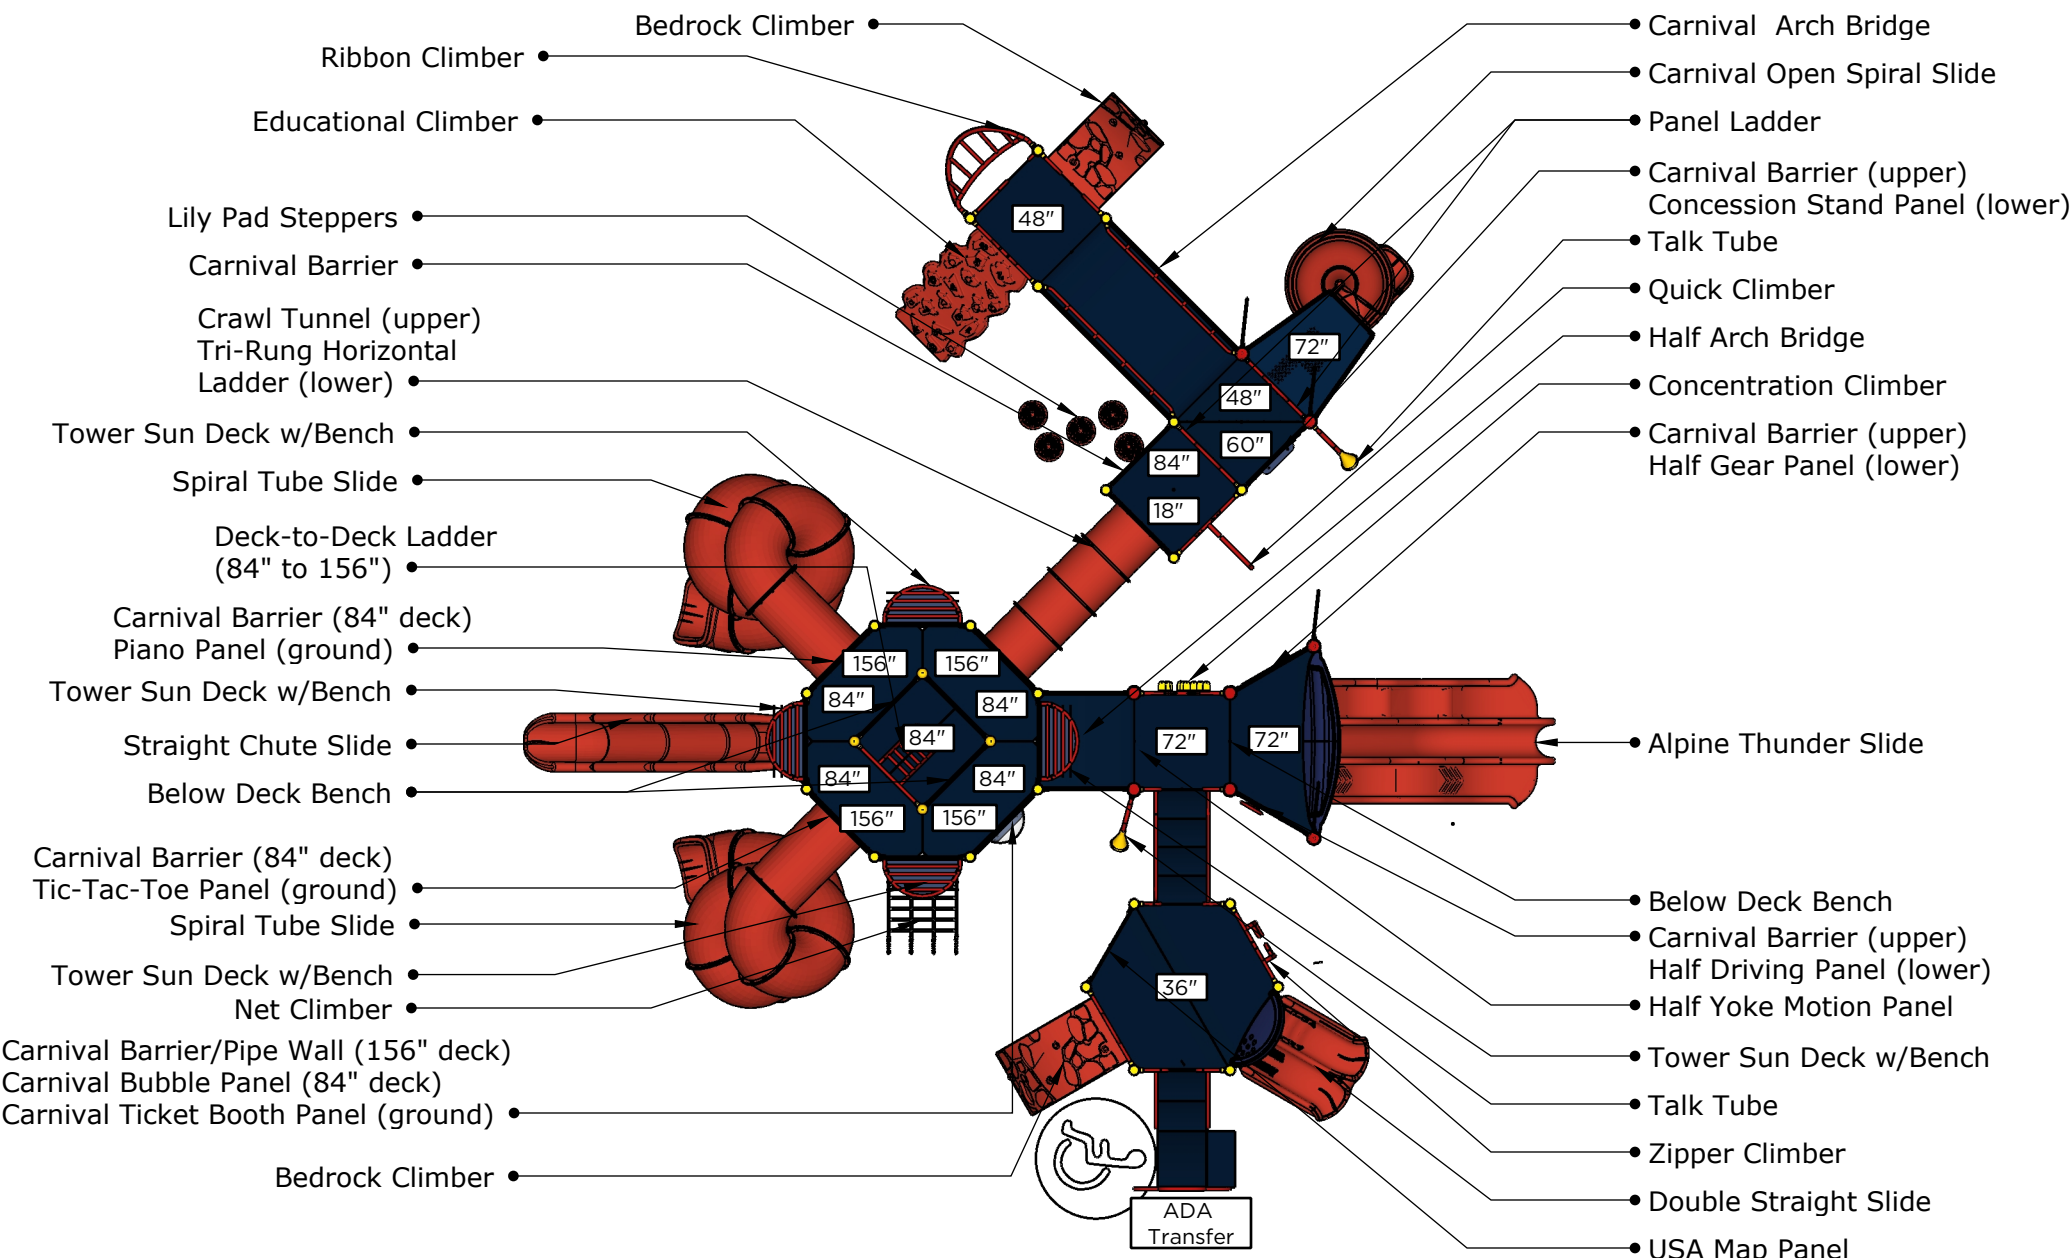 Bedrock Climber
Ribbon Climber
Educational Climber
Lily Pad Steppers
Carnival Barrier
Crawl Tunnel (upper)
Tri-Rung Horizontal
Ladder (lower)
Tower Sun Deck w/Bench
Spiral Tube Slide
Deck-to-Deck Ladder
(84" to 156")
Carnival Barrier (84" deck)
Piano Panel (ground)
Tower Sun Deck w/Bench
Straight Chute Slide
Below Deck Bench
Carnival Barrier (84" deck)
Tic-Tac-Toe Panel (ground)
Spiral Tube Slide
Tower Sun Deck w/Bench
Net Climber
Carnival Barrier/Pipe Wall (156" deck)
Carnival Bubble Panel (84" deck)
Carnival Ticket Booth Panel (ground)
Bedrock Climber
48"
72"
48"
60"
84"
18"
156"
156"
84"
84"
84"
84"
84"
156"
156"
72"
72"
36"
ADA
Transfer
Carnival Arch Bridge
Carnival Open Spiral Slide
Panel Ladder
Carnival Barrier (upper)
Concession Stand Panel (lower)
Talk Tube
Quick Climber
Half Arch Bridge
Concentration Climber
Carnival Barrier (upper)
Half Gear Panel (lower)
Alpine Thunder Slide
Below Deck Bench
Carnival Barrier (upper)
Half Driving Panel (lower)
Half Yoke Motion Panel
Tower Sun Deck w/Bench
Talk Tube
Zipper Climber
Double Straight Slide
USA Map Panel